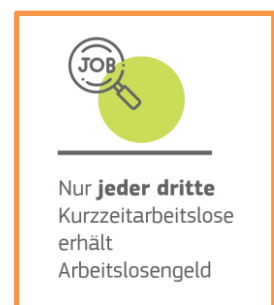 JOB
Nur jeder dritte
Kurzzeitarbeitslose
erhält
Arbeitslosengeld